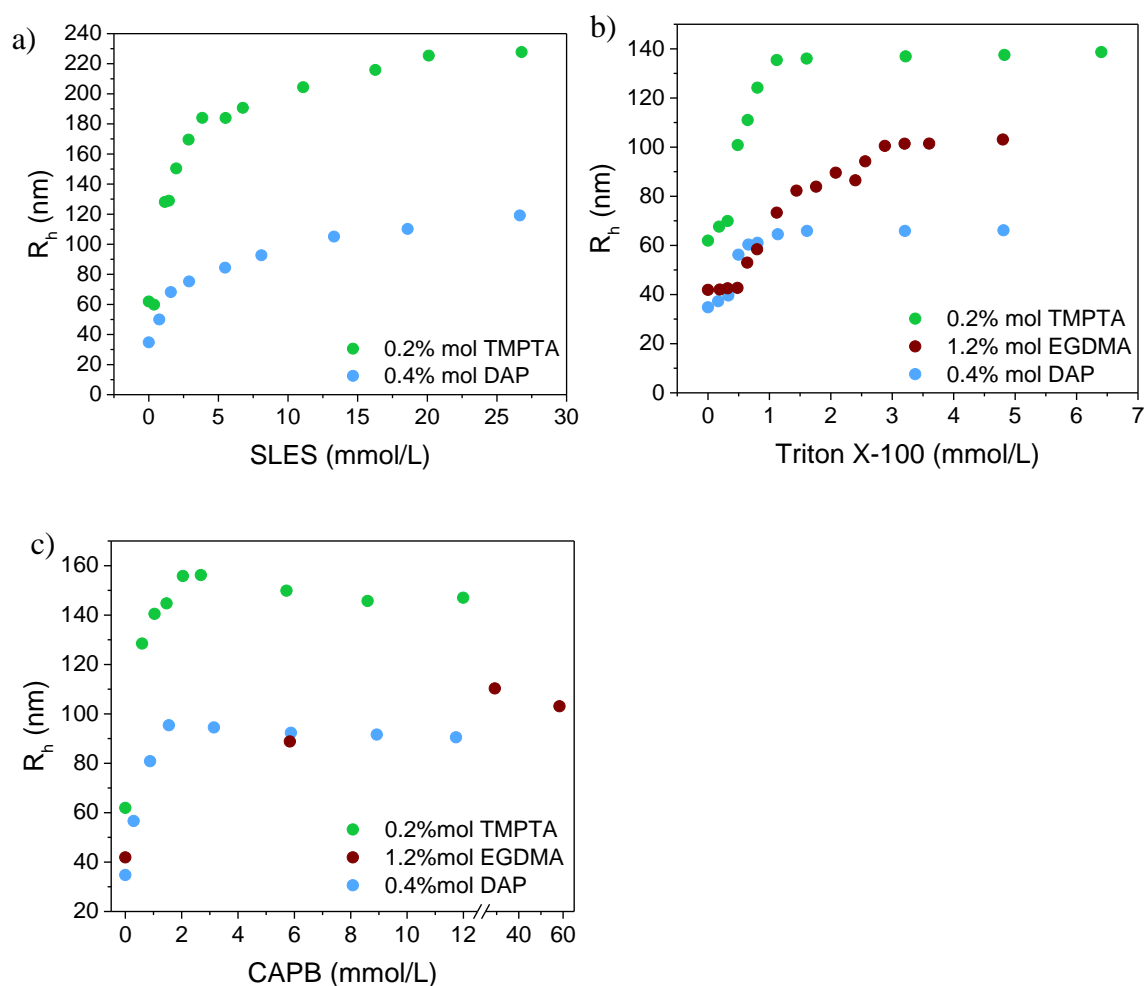 a)
240
220
200
180
160
140
120
100
80
60
40
20
0
R_h (nm)
0 5 10 15 20 25 30
SLES (mmol/L)
0.2% mol TMPTA
0.4% mol DAP
b)
140
120
100
80
60
40
20
0
R_h (nm)
0 1 2 3 4 5 6 7
Triton X-100 (mmol/L)
0.2% mol TMPTA
1.2% mol EGDMA
0.4% mol DAP
c)
160
140
120
100
80
60
40
20
R_h (nm)
0 2 4 6 8 10 12 40 60
CAPB (mmol/L)
0.2%mol TMPTA
1.2%mol EGDMA
0.4%mol DAP